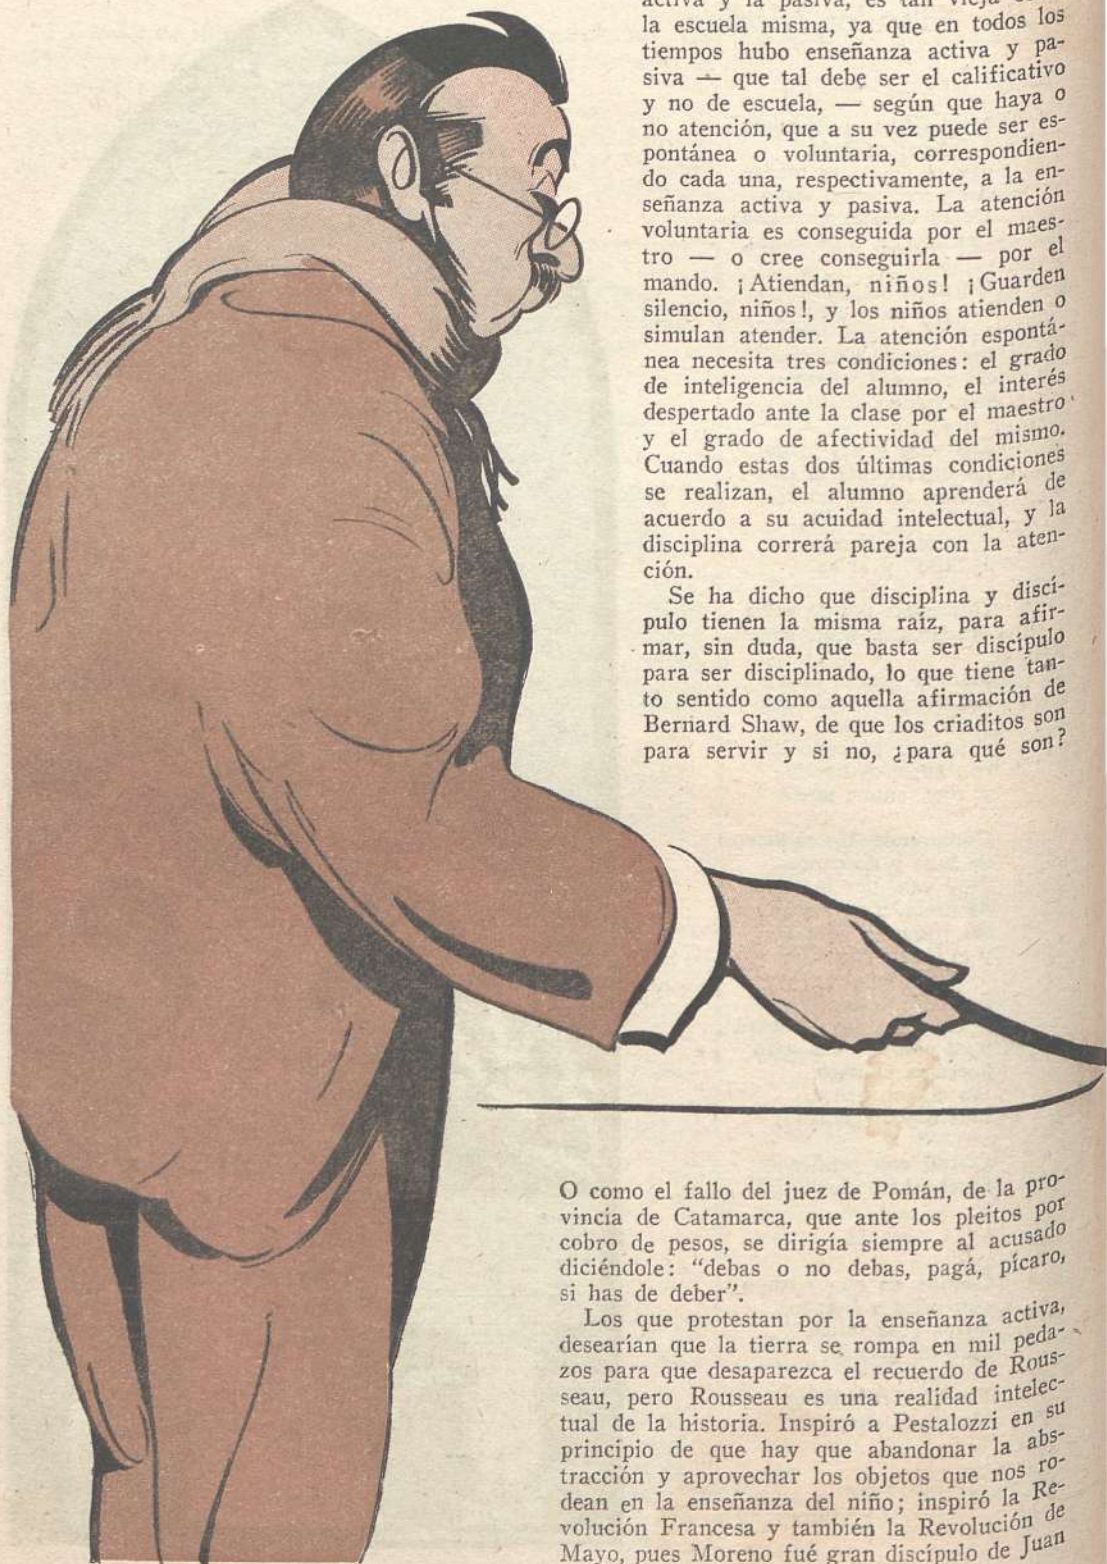 activa y la pasiva, es tan vieja
la escuela misma, ya que en todos los
tiempos hubo enseñanza activa y pa-
siva — que tal debe ser el calificativo
y no de escuela, — según que haya o
no atención, que a su vez puede ser es-
pontánea o voluntaria, correspondien-
do cada una, respectivamente, a la en-
señanza activa y pasiva. La atención
voluntaria es conseguida por el maes-
tro — o cree conseguirla — por el
mando. ¡Atiendan, niños! ¡Guarden
silencio, niños!, y los niños atienden o
simulan atender. La atención espontá-
nea necesita tres condiciones: el grado
de inteligencia del alumno, el interés
despertado ante la clase por el maestro
y el grado de afectividad del mismo.
Cuando estas dos últimas condiciones
se realizan, el alumno aprenderá de
acuerdo a su acuidad intelectual, y la
disciplina correrá pareja con la aten-
ción.
Se ha dicho que disciplina y discí-
pulo tienen la misma raíz, para afir-
mar, sin duda, que basta ser discípulo
para ser disciplinado, lo que tiene tan-
to sentido como aquella afirmación de
Bernard Shaw, de que los criaditos son
para servir y si no, ¿para qué son?
O como el fallo del juez de Pomán, de la pro-
vincia de Catamarca, que ante los pleitos por
cobro de pesos, se dirigía siempre al acusado
diciéndole: "debas o no debas, pagá, pícaro,
si has de deber".
Los que protestan por la enseñanza activa,
desearían que la tierra se rompa en mil peda-
zos para que desaparezca el recuerdo de Rous-
seau, pero Rousseau es una realidad intelec-
tual de la historia. Inspiró a Pestalozzi en su
principio de que hay que abandonar la abs-
tracción y aprovechar los objetos que nos ro-
dean en la enseñanza del niño; inspiró la Re-
volución Francesa y también la Revolución de
Mayo, pues Moreno fué gran discípulo de Juan